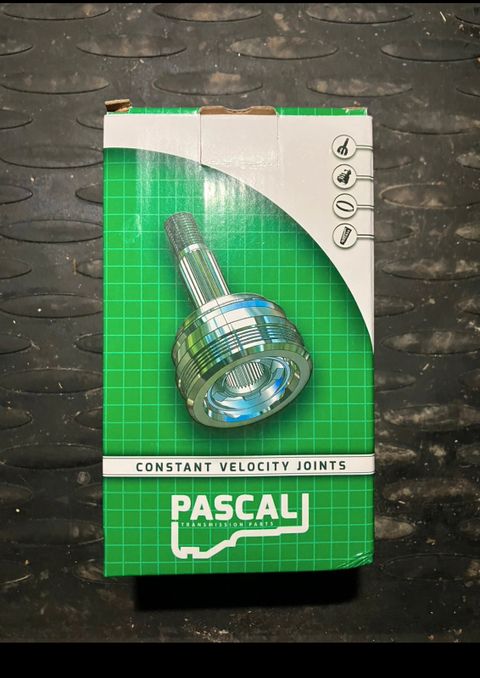 CONSTANT VELOCITY JOINTS
PASCAL
TRANSMISSION PARTS